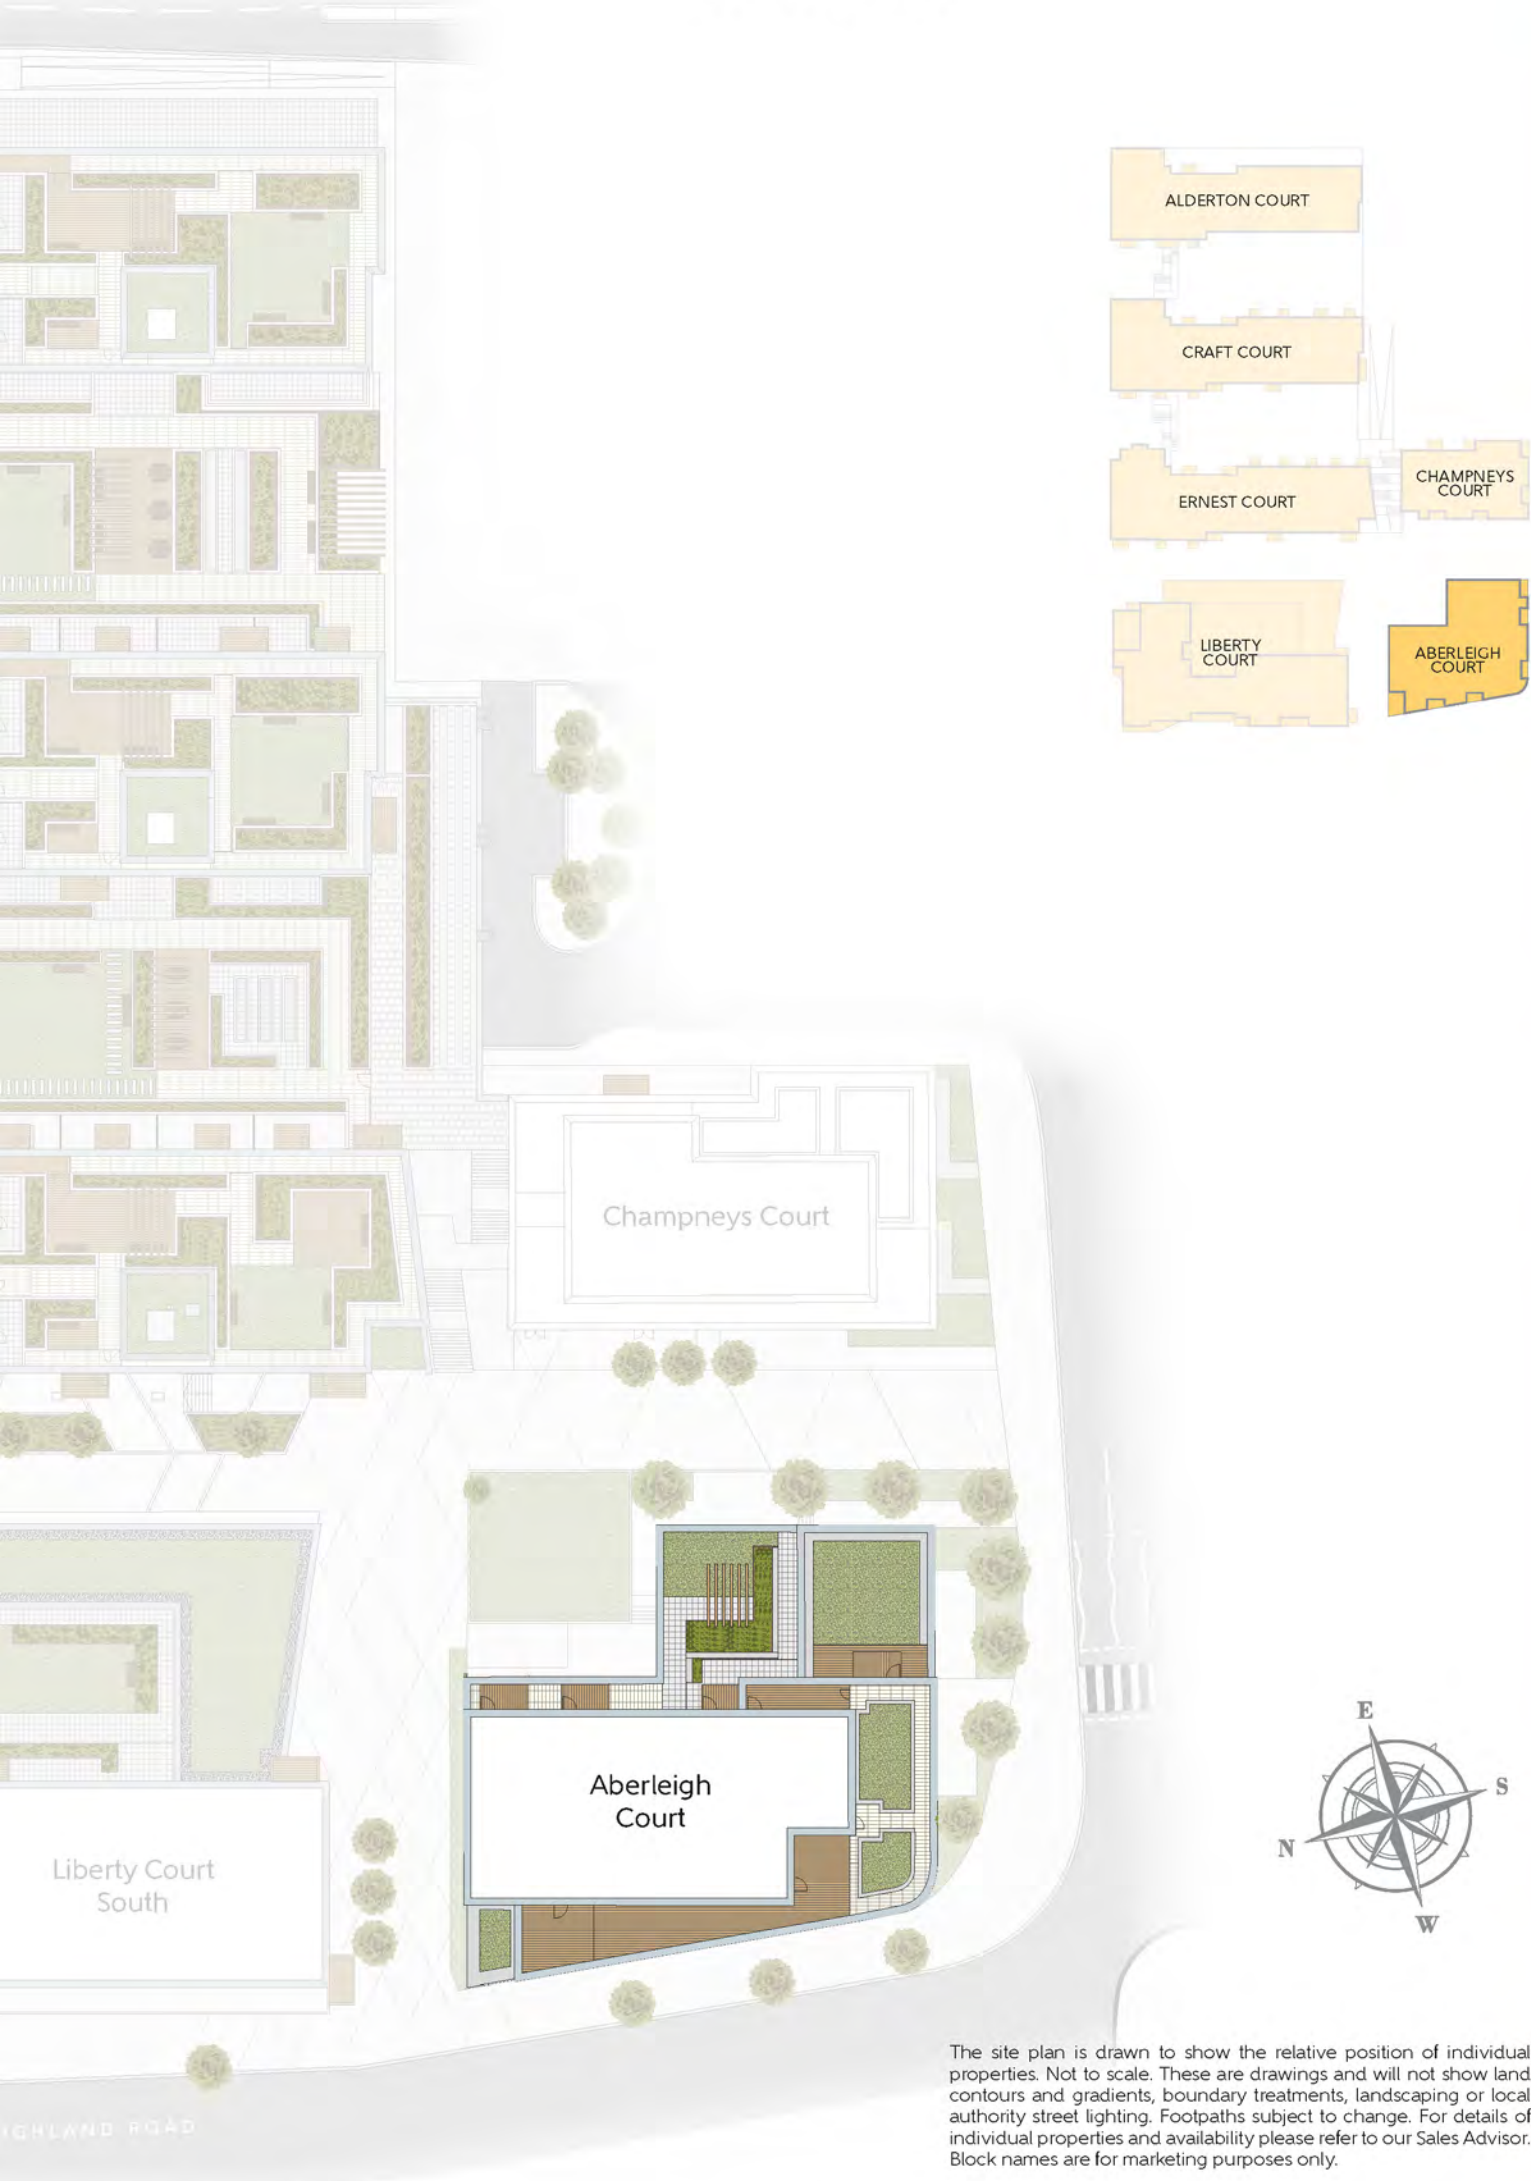 ALDERTON COURT
CRAFT COURT
ERNEST COURT
CHAMPNEYS
COURT
LIBERTY
COURT
ABERLEIGH
COURT
Champneys Court
Aberleigh
Court
Liberty Court
South
E
S
N
W
IGHLAND ROAD
The site plan is drawn to show the relative position of individual
properties. Not to scale. These are drawings and will not show land
contours and gradients, boundary treatments, landscaping or local
authority street lighting. Footpaths subject to change. For details of
individual properties and availability please refer to our Sales Advisor.
Block names are for marketing purposes only.